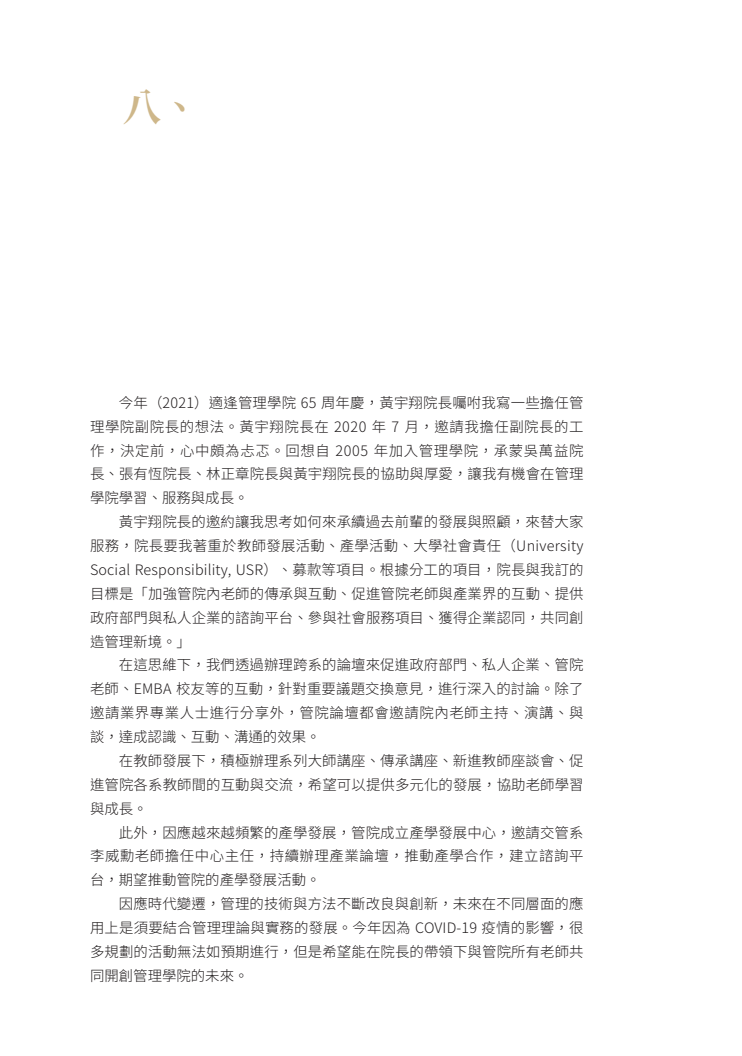 八、
今年（2021）適逢管理學院 65 周年慶，黃宇翔院長囑咐我寫一些擔任管
理學院副院長的想法。黃宇翔院長在 2020 年 7 月，邀請我擔任副院長的工
作，決定前，心中頗為忐忑。回想自 2005 年加入管理學院，承蒙吳萬益院
長、張有恆院長、林正章院長與黃宇翔院長的協助與厚愛，讓我有機會在管理
學院學習、服務與成長。
黃宇翔院長的邀約讓我思考如何來承續過去前輩的發展與照顧，來替大家
服務，院長要我著重於教師發展活動、產學活動、大學社會責任（University
Social Responsibility, USR）、募款等項目。根據分工的項目，院長與我訂的
目標是「加強管院內老師的傳承與互動、促進管院老師與產業界的互動、提供
政府部門與私人企業的諮詢平台、參與社會服務項目、獲得企業認同，共同創
造管理新境。」
在這思維下，我們透過辦理跨系的論壇來促進政府部門、私人企業、管院
老師、EMBA 校友等的互動，針對重要議題交換意見，進行深入的討論。除了
邀請業界專業人士進行分享外，管院論壇都會邀請院內老師主持、演講、與
談，達成認識、互動、溝通的效果。
在教師發展下，積極辦理系列大師講座、傳承講座、新進教師座談會、促
進管院各系教師間的互動與交流，希望可以提供多元化的發展，協助老師學習
與成長。
此外，因應越來越頻繁的產學發展，管院成立產學發展中心，邀請交管系
李威勳老師擔任中心主任，持續辦理產業論壇，推動產學合作，建立諮詢平
台，期望推動管院的產學發展活動。
因應時代變遷，管理的技術與方法不斷改良與創新，未來在不同層面的應
用上是須要結合管理理論與實務的發展。今年因為 COVID-19 疫情的影響，很
多規劃的活動無法如預期進行，但是希望能在院長的帶領下與管院所有老師共
同開創管理學院的未來。